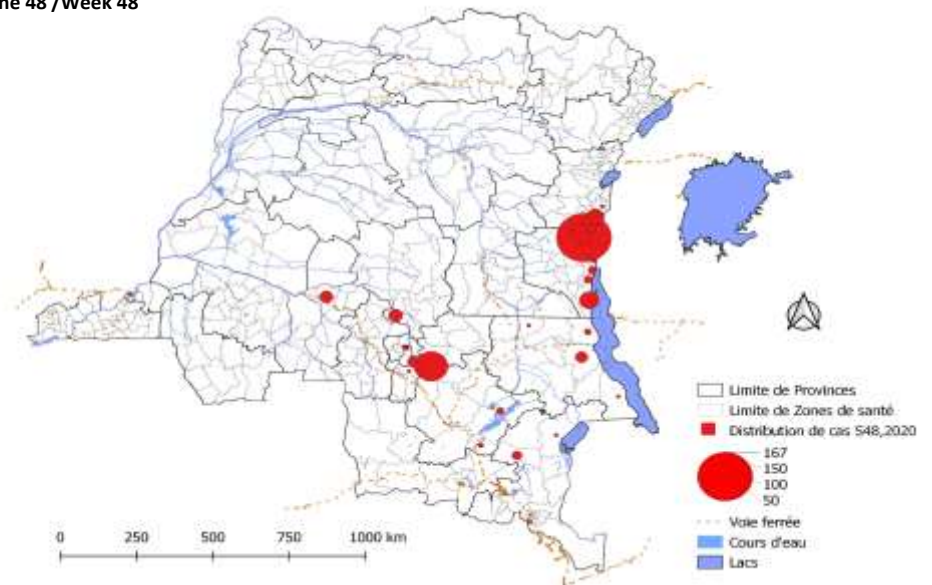 ne 48 /Week 48
Limite de Provinces
Limite de Zones de santé
Distribution de cas S48,2020
167
150
100
50
Voie ferrée
Cours d'eau
Lacs
0 250 500 750 1000 km